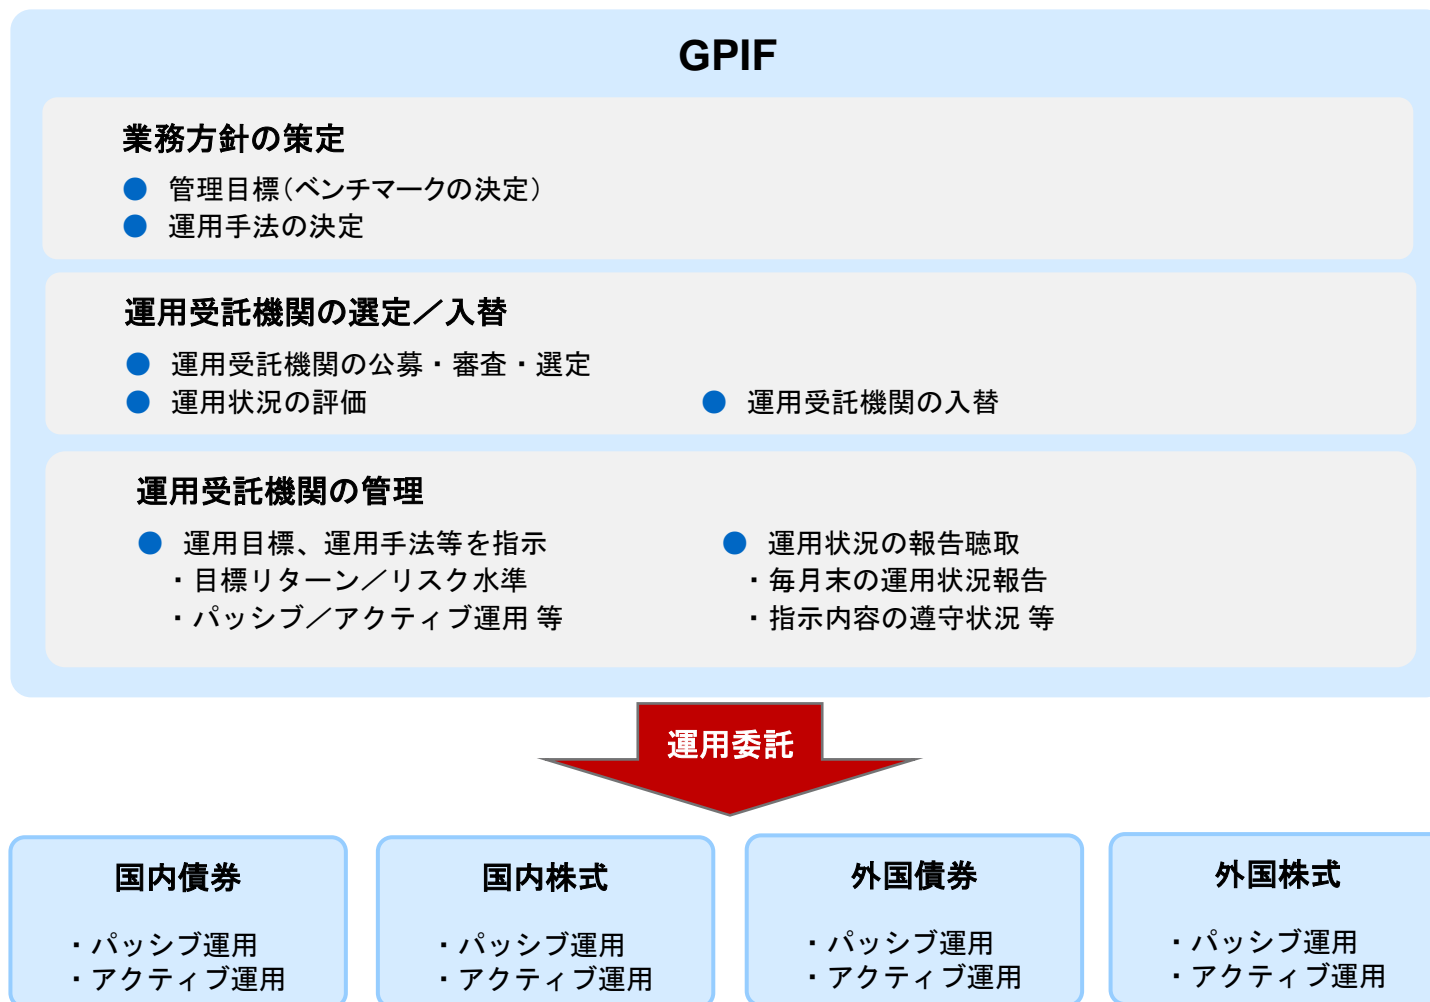 GPIF
業務方針の策定
● 管理目標（ベンチマークの決定）
● 運用手法の決定
運用受託機関の選定／入替
● 運用受託機関の公募・審査・選定
● 運用状況の評価
● 運用受託機関の入替
運用受託機関の管理
● 運用目標、運用手法等を指示
・目標リターン／リスク水準
・パッシブ／アクティブ運用 等
● 運用状況の報告聴取
・毎月末の運用状況報告
・指示内容の遵守状況 等
運用委託
国内債券
・パッシブ運用
・アクティブ運用
国内株式
・パッシブ運用
・アクティブ運用
外国債券
・パッシブ運用
・アクティブ運用
外国株式
・パッシブ運用
・アクティブ運用